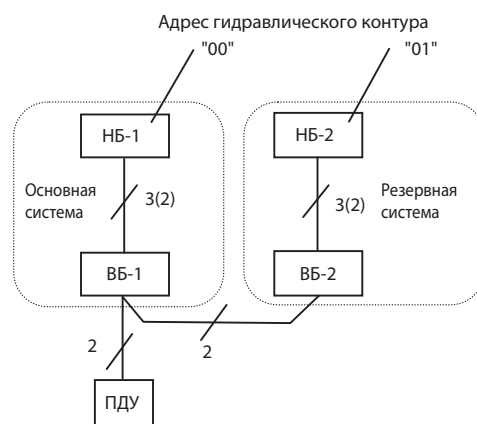 Адрес гидравлического контура
"00" "01"
НБ-1 НБ-2
Основная система
3(2) 3(2)
Резервная система
ВБ-1 ВБ-2
2 2
ПДУ